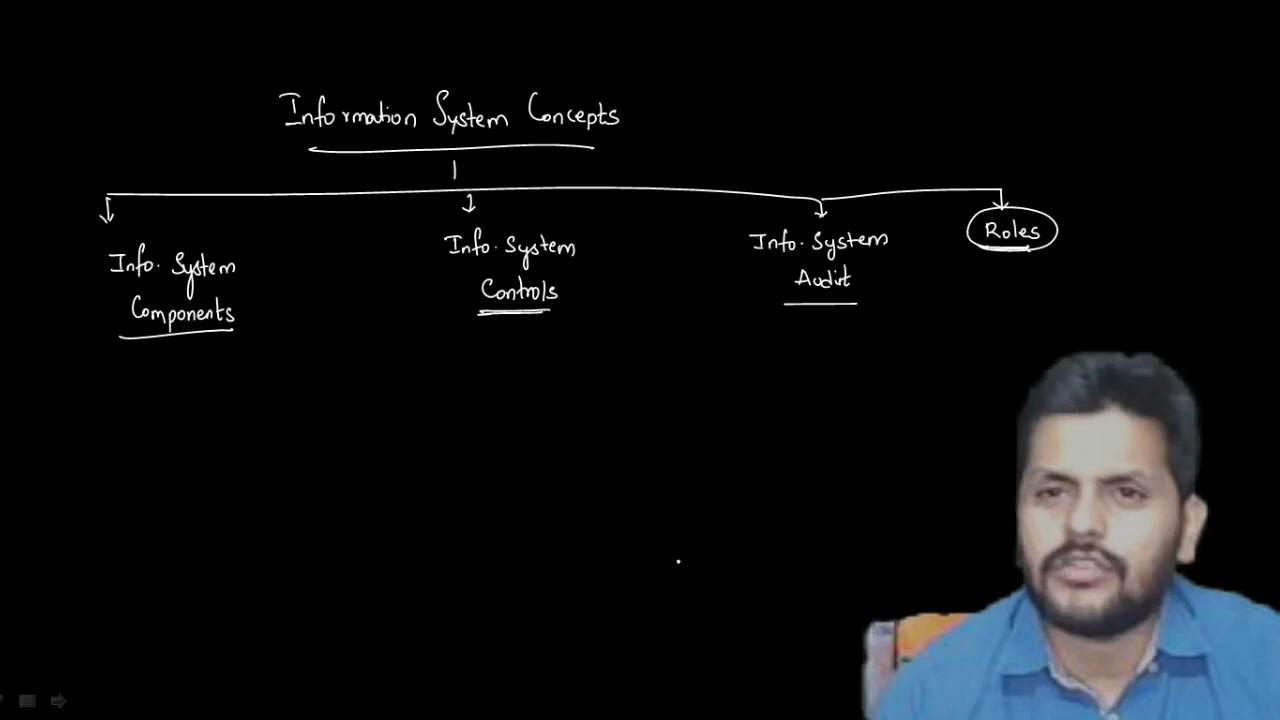 Information System Concepts
Info. System
Components
Info. System
Controls
Info. System
Audit
Roles